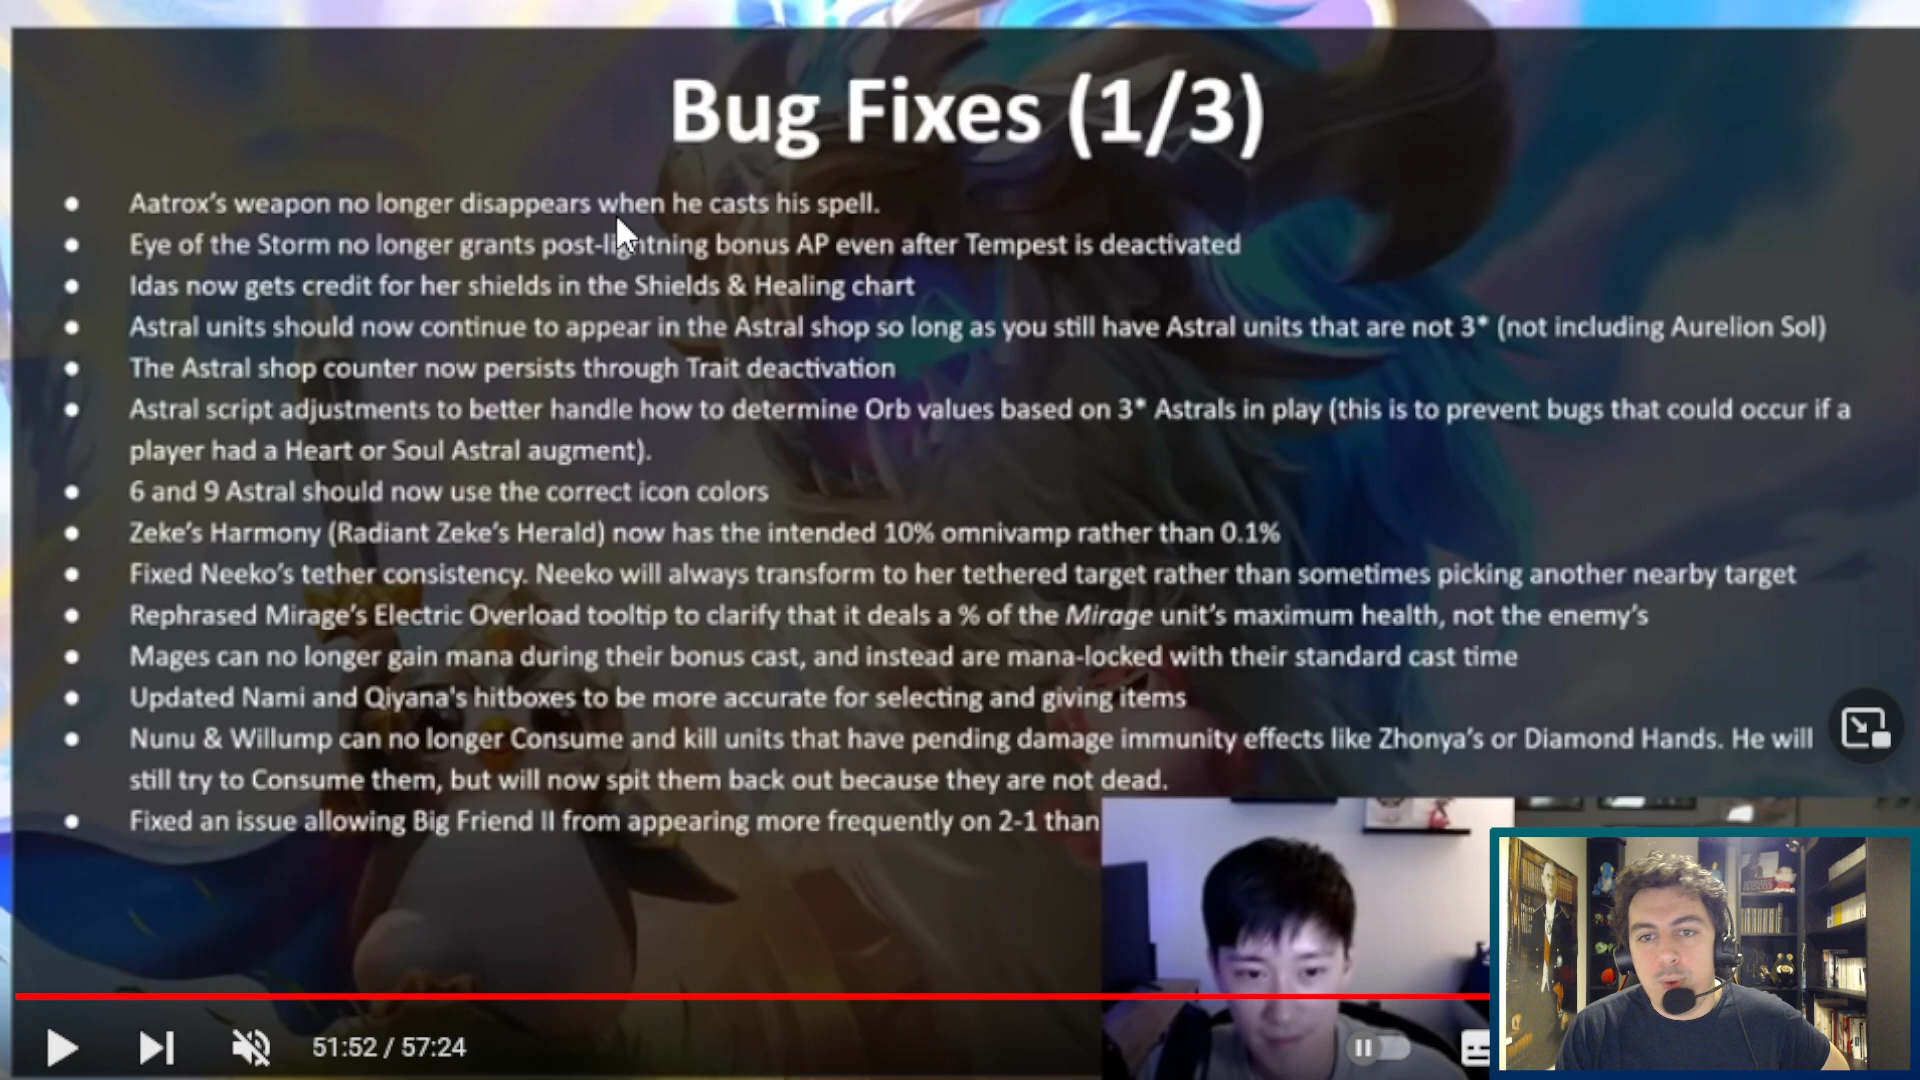 Bug Fixes (1/3)
● Aatrox's weapon no longer disappears when he casts his spell.
● Eye of the Storm no longer grants post-lightning bonus AP even after Tempest is deactivated
● Idas now gets credit for her shields in the Shields & Healing chart
● Astral units should now continue to appear in the Astral shop so long as you still have Astral units that are not 3* (not including Aurelion Sol)
● The Astral shop counter now persists through Trait deactivation
● Astral script adjustments to better handle how to determine Orb values based on 3* Astrals in play (this is to prevent bugs that could occur if a
player had a Heart or Soul Astral augment).
● 6 and 9 Astral should now use the correct icon colors
● Zeke's Harmony (Radiant Zeke's Herald) now has the intended 10% omnivamp rather than 0.1%
● Fixed Neeko's tether consistency. Neeko will always transform to her tethered target rather than sometimes picking another nearby target
● Rephrased Mirage's Electric Overload tooltip to clarify that it deals a % of the Mirage unit's maximum health, not the enemy's
● Mages can no longer gain mana during their bonus cast, and instead are mana-locked with their standard cast time
● Updated Nami and Qiyana's hitboxes to be more accurate for selecting and giving items
● Nunu & Willump can no longer Consume and kill units that have pending damage immunity effects like Zhonya's or Diamond Hands. He will
still try to Consume them, but will now spit them back out because they are not dead.
● Fixed an issue allowing Big Friend II from appearing more frequently on 2-1 than
51:52 / 57:24